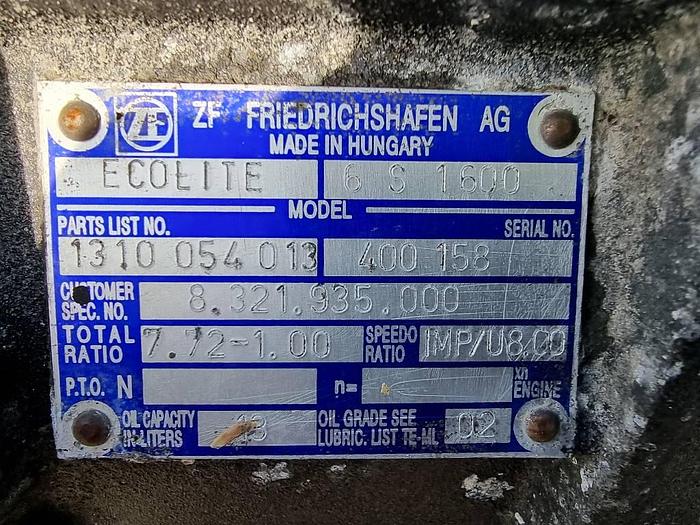 ZF ZF FRIEDRICHSHAFEN AG
MADE IN HUNGARY
ECOLITE 6 S 1600
MODEL
PARTS LIST NO. SERIAL NO.
1310 054 013 400 158
CUSTOMER SPEC. NO. 8.321.935.000
TOTAL RATIO 7.72-1.00 SPEEDO RATIO IMP/U8.00
P.T.O. N n= xn ENGINE
OIL CAPACITY IN LITERS OIL GRADE SEE
LUBRIC. LIST TE-ML 02